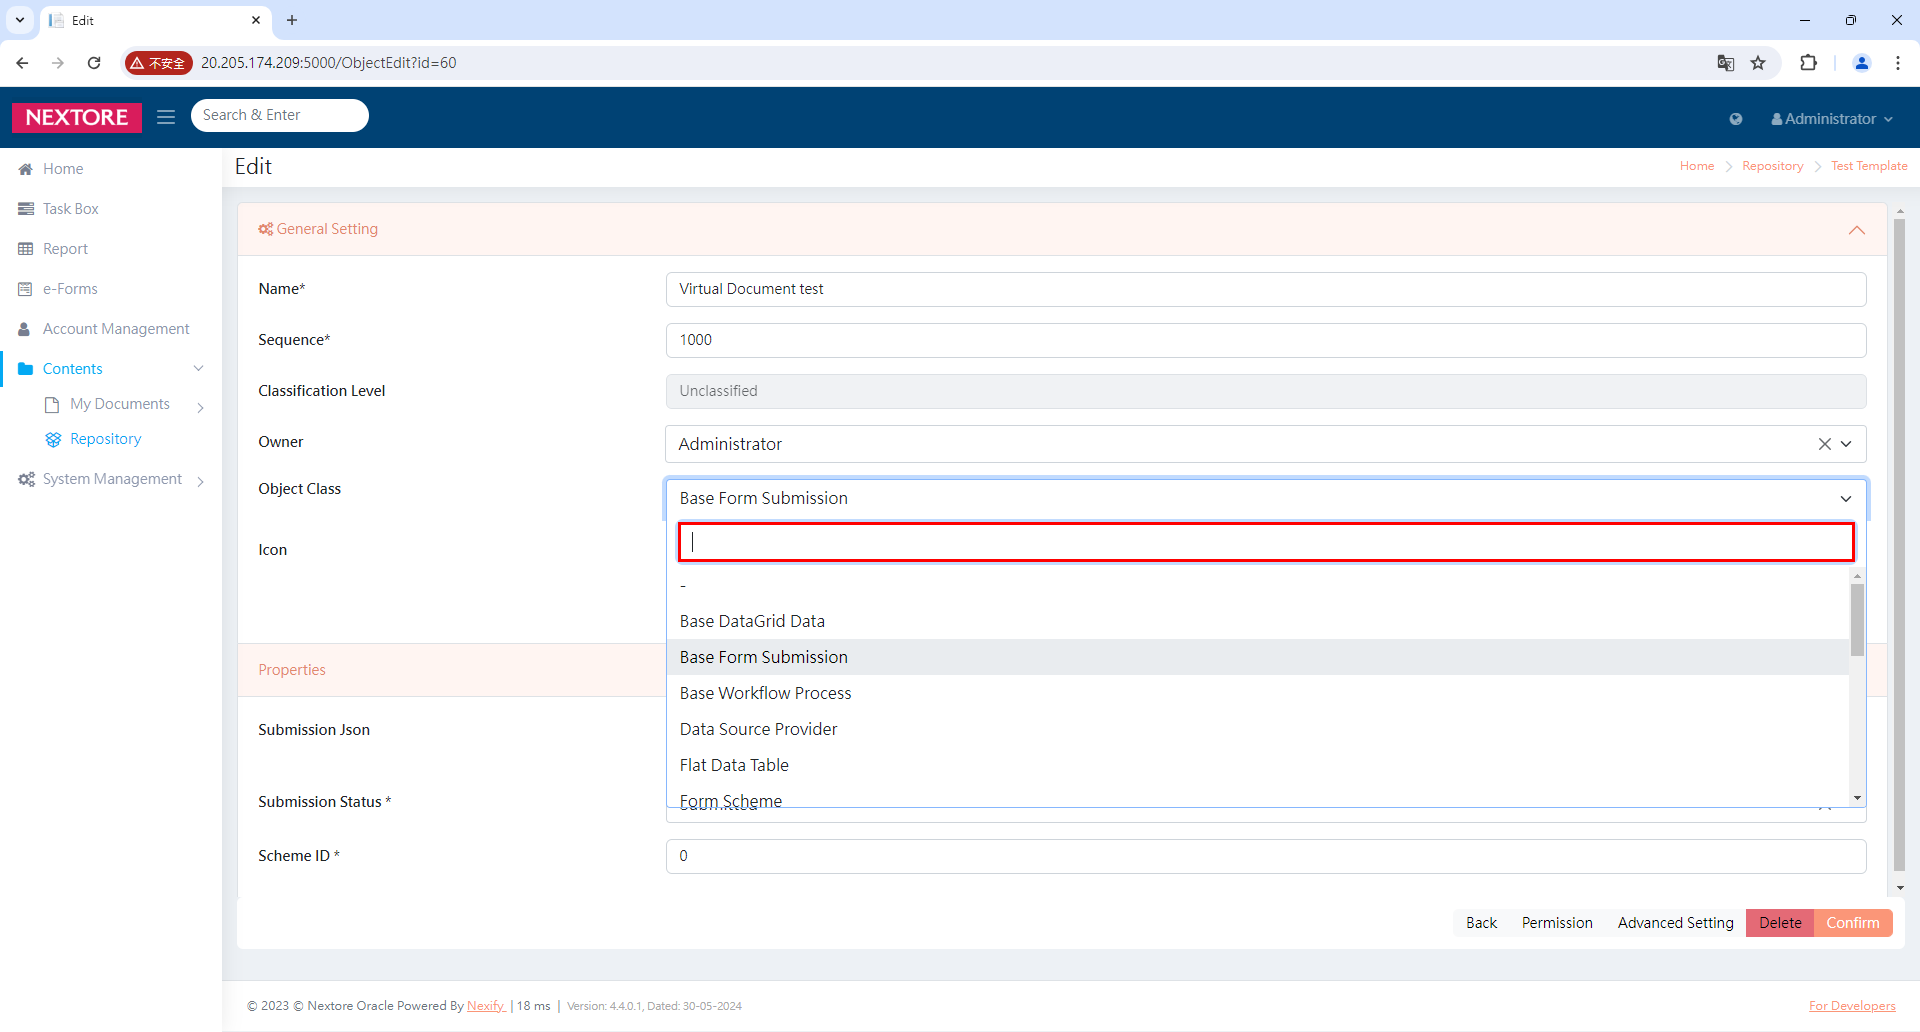 Edit
不安全
20.205.174.209:5000/ObjectEdit?id=60
NEXTORE
Search & Enter
Administrator
Home
Task Box
Report
e-Forms
Account Management
Contents
My Documents
Repository
System Management
Edit
Home Repository Test Template
General Setting
Name* Virtual Document test
Sequence* 1000
Classification Level Unclassified
Owner Administrator
Object Class Base Form Submission
Icon
-
Base DataGrid Data
Base Form Submission
Base Workflow Process
Data Source Provider
Flat Data Table
Form Scheme
Properties
Submission Json
Submission Status *
Scheme ID * 0
Back Permission Advanced Setting Delete Confirm
© 2023 © Nextore Oracle Powered By Nexify | 18 ms | Version: 4.4.0.1, Dated: 30-05-2024
For Developers